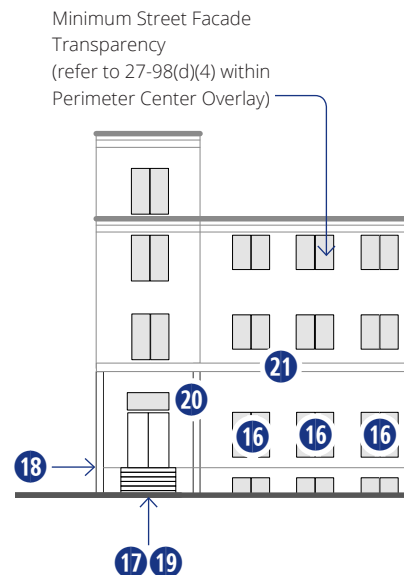 Minimum Street Facade
Transparency
(refer to 27-98(d)(4) within
Perimeter Center Overlay)
21
20
16 16 16
18
17 19